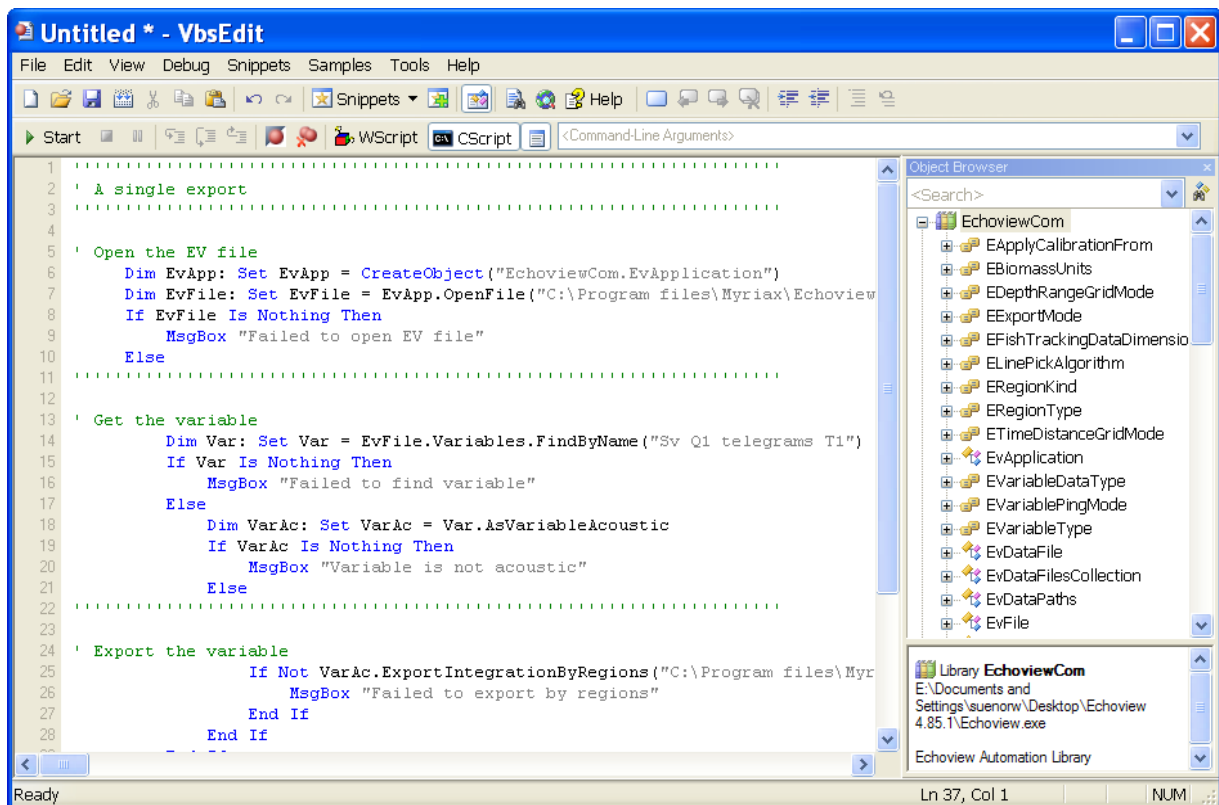 Untitled * - VbsEdit
File Edit View Debug Snippets Samples Tools Help
Snippets Help
Start WScript CScript <Command-Line Arguments>
1 ''''''''''''''''''''''''''''''''''''''''''''''''''''''''''''''''''''
2 ' A single export
3 ''''''''''''''''''''''''''''''''''''''''''''''''''''''''''''''''''''
4
5 ' Open the EV file
6 Dim EvApp: Set EvApp = CreateObject("EchoviewCom.EvApplication")
7 Dim EvFile: Set EvFile = EvApp.OpenFile("C:\Program files\Myriax\Echoview
8 If EvFile Is Nothing Then
9 MsgBox "Failed to open EV file"
10 Else
11 ''''''''''''''''''''''''''''''''''''''''''''''''''''''''''''''''''''
12
13 ' Get the variable
14 Dim Var: Set Var = EvFile.Variables.FindByName("Sv Q1 telegrams T1")
15 If Var Is Nothing Then
16 MsgBox "Failed to find variable"
17 Else
18 Dim VarAc: Set VarAc = Var.AsVariableAcoustic
19 If VarAc Is Nothing Then
20 MsgBox "Variable is not acoustic"
21 Else
22 ''''''''''''''''''''''''''''''''''''''''''''''''''''''''''''''''''''
23
24 ' Export the variable
25 If Not VarAc.ExportIntegrationByRegions("C:\Program files\Myr
26 MsgBox "Failed to export by regions"
27 End If
28 End If
Object Browser
<Search>
EchoviewCom
EApplyCalibrationFrom
EBiomassUnits
EDepthRangeGridMode
EExportMode
EFishTrackingDataDimensio
ELinePickAlgorithm
ERegionKind
ERegionType
ETimeDistanceGridMode
EvApplication
EVariableDataType
EVariablePingMode
EVariableType
EvDataFile
EvDataFilesCollection
EvDataPaths
EvFile
Library EchoviewCom
E:\Documents and
Settings\suenorw\Desktop\Echoview
4.85.1\Echoview.exe
Echoview Automation Library
Ready Ln 37, Col 1 NUM